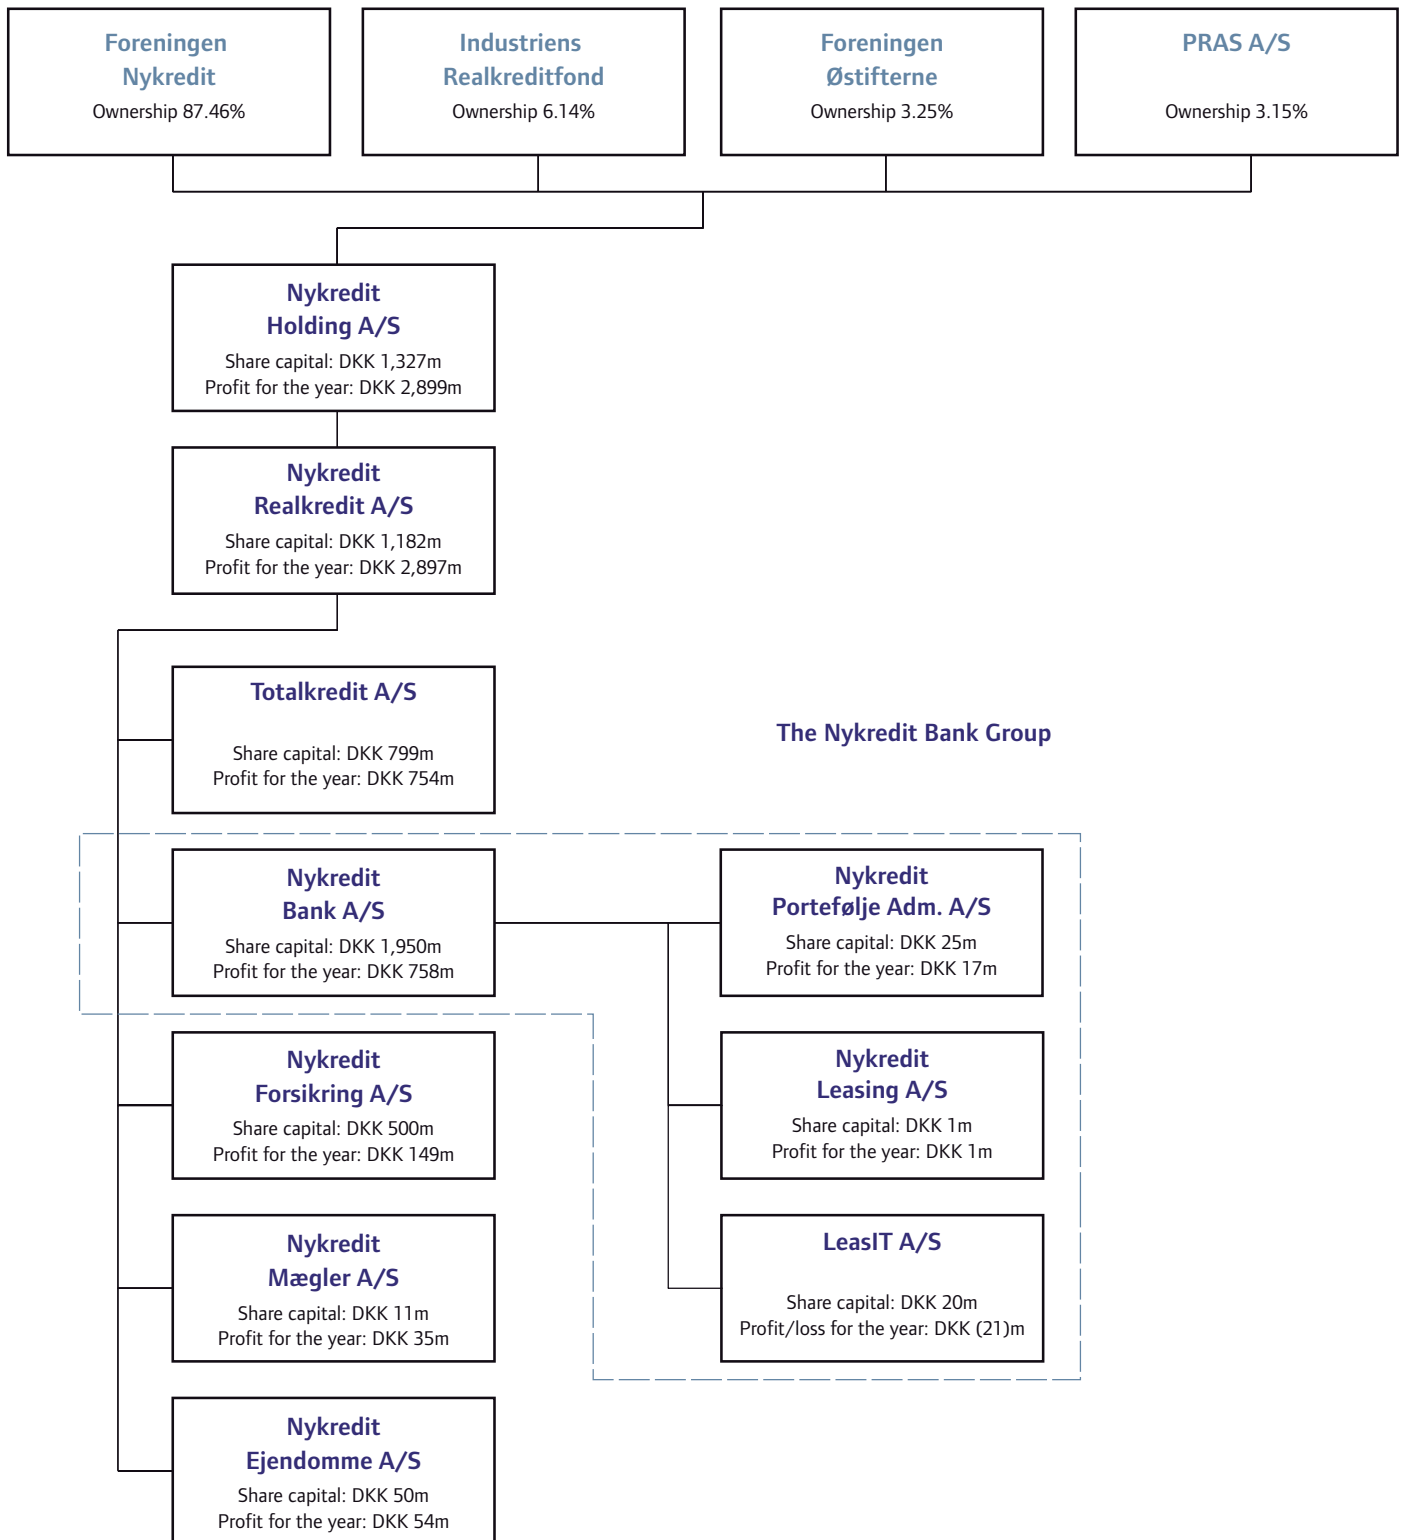 Foreningen
Nykredit
Ownership 87.46%
Industriens
Realkreditfond
Ownership 6.14%
Foreningen
Østifterne
Ownership 3.25%
PRAS A/S
Ownership 3.15%
Nykredit
Holding A/S
Share capital: DKK 1,327m
Profit for the year: DKK 2,899m
Nykredit
Realkredit A/S
Share capital: DKK 1,182m
Profit for the year: DKK 2,897m
Totalkredit A/S
Share capital: DKK 799m
Profit for the year: DKK 754m
The Nykredit Bank Group
Nykredit
Bank A/S
Share capital: DKK 1,950m
Profit for the year: DKK 758m
Nykredit
Portefølje Adm. A/S
Share capital: DKK 25m
Profit for the year: DKK 17m
Nykredit
Forsikring A/S
Share capital: DKK 500m
Profit for the year: DKK 149m
Nykredit
Leasing A/S
Share capital: DKK 1m
Profit for the year: DKK 1m
Nykredit
Mægler A/S
Share capital: DKK 11m
Profit for the year: DKK 35m
LeasIT A/S
Share capital: DKK 20m
Profit/loss for the year: DKK (21)m
Nykredit
Ejendomme A/S
Share capital: DKK 50m
Profit for the year: DKK 54m